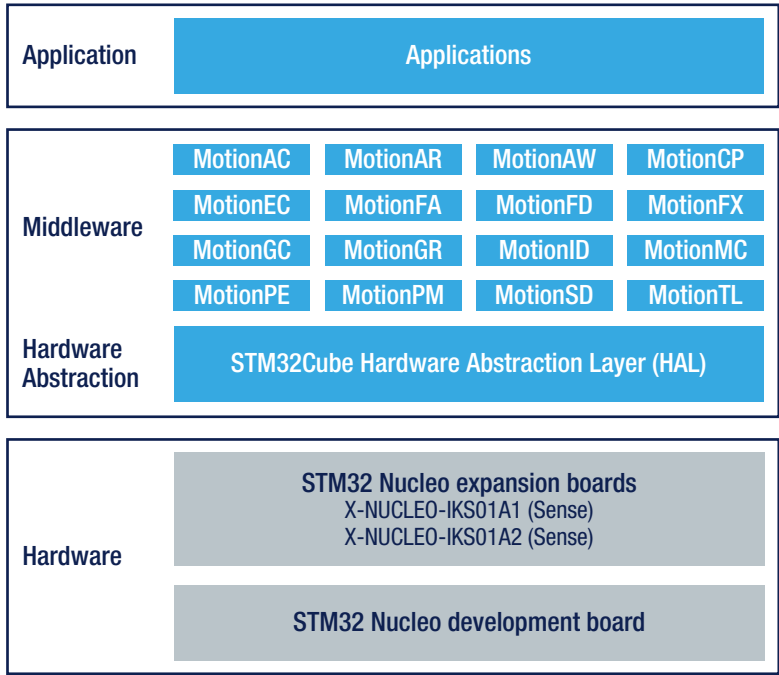 Application
Applications
Middleware
MotionAC MotionAR MotionAW MotionCP
MotionEC MotionFA MotionFD MotionFX
MotionGC MotionGR MotionID MotionMC
MotionPE MotionPM MotionSD MotionTL
Hardware
Abstraction
STM32Cube Hardware Abstraction Layer (HAL)
Hardware
STM32 Nucleo expansion boards
X-NUCLEO-IKS01A1 (Sense)
X-NUCLEO-IKS01A2 (Sense)
STM32 Nucleo development board